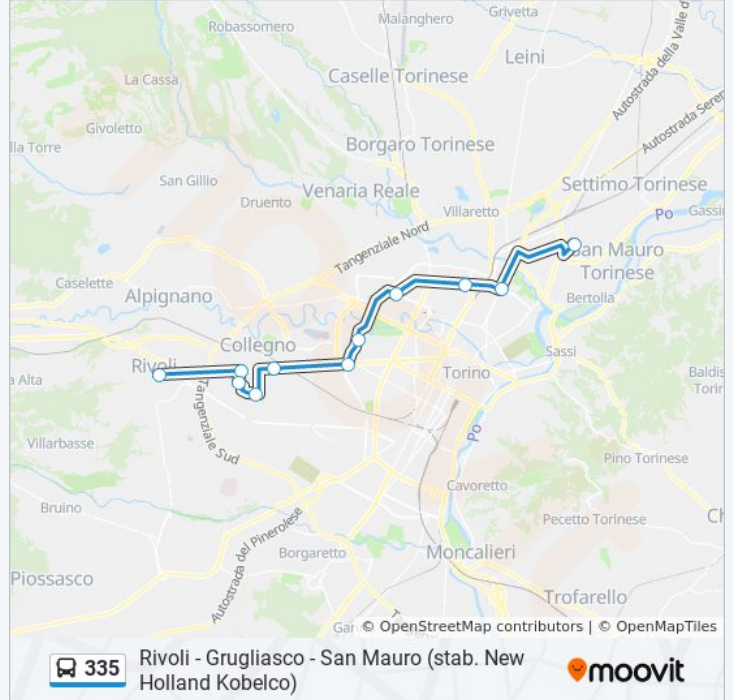 Grivetta
Malanghero
Robassomero
Leini
Caselle Torinese
La Cassa
Autostrada della Valle d
Autostrada Seren
Givoletto
Borgaro Torinese
lla Torre
San Gillio
Venaria Reale
Settimo Torinese
Druento
Villaretto
Po
Gassi
Tangenziale Nord
San Mauro
Torinese
Caselette
Alpignano
Bertolla
Collegno
Sassi
Rivoli
Torino
a Alta
Baldis
Torin
Tangenziale Sud
Po
Villarbasse
Pino Torinese
Cavoretto
Bruino
Pecetto Torinese
Ch
Autostrada del Pinerolese
Borgaretto
Moncalieri
Piossasco
Trofarello
© OpenStreetMap contributors | © OpenMapTiles
335
Rivoli - Grugliasco - San Mauro (stab. New
Holland Kobelco)
moovit